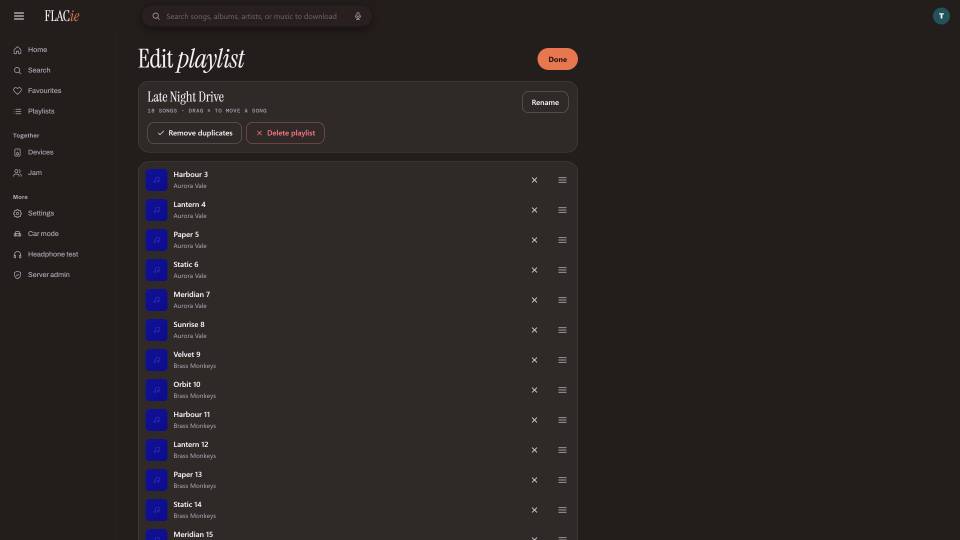 FLACie
Search songs, albums, artists, or music to download
T
Home
Search
Favourites
Playlists
Together
Devices
Jam
More
Settings
Car mode
Headphone test
Server admin
Edit playlist
Done
Late Night Drive
18 SONGS · DRAG ≡ TO MOVE A SONG
Rename
Remove duplicates
Delete playlist
Harbour 3
Aurora Vale
Lantern 4
Aurora Vale
Paper 5
Aurora Vale
Static 6
Aurora Vale
Meridian 7
Aurora Vale
Sunrise 8
Aurora Vale
Velvet 9
Brass Monkeys
Orbit 10
Brass Monkeys
Harbour 11
Brass Monkeys
Lantern 12
Brass Monkeys
Paper 13
Brass Monkeys
Static 14
Brass Monkeys
Meridian 15